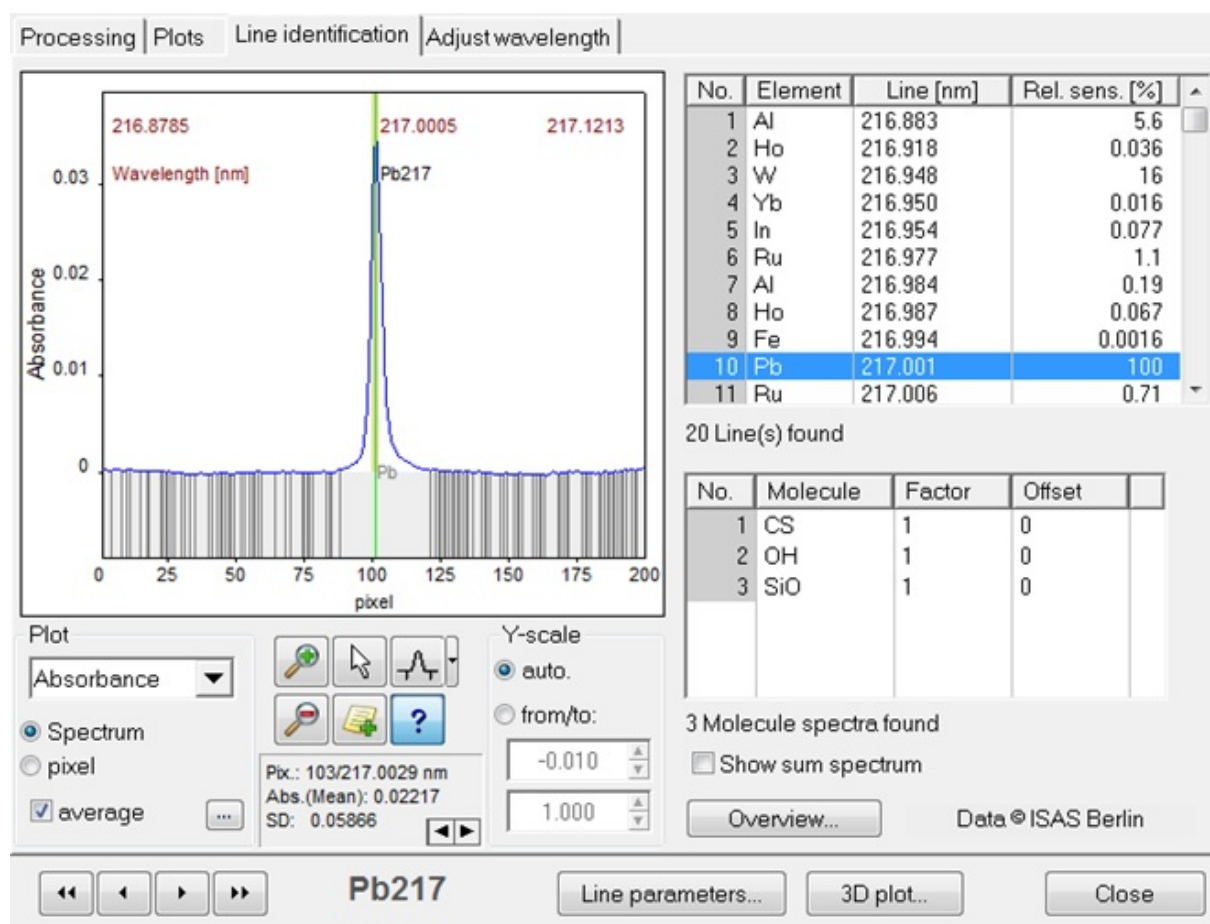 Processing Plots Line identification Adjust wavelength
216.8785 217.0005 217.1213
Wavelength [nm] Pb217
0.03
0.02
0.01
0
Absorbance
Pb
0 25 50 75 100 125 150 175 200
pixel
No. Element Line [nm] Rel. sens. [%]
1 Al 216.883 5.6
2 Ho 216.918 0.036
3 W 216.948 16
4 Yb 216.950 0.016
5 In 216.954 0.077
6 Ru 216.977 1.1
7 Al 216.984 0.19
8 Ho 216.987 0.067
9 Fe 216.994 0.0016
10 Pb 217.001 100
11 Ru 217.006 0.71
20 Line(s) found
No. Molecule Factor Offset
1 CS 1 0
2 OH 1 0
3 SiO 1 0
3 Molecule spectra found
Show sum spectrum
Overview... Data © ISAS Berlin
Plot
Absorbance
Spectrum
pixel
average ...
?
Pix.: 103/217.0029 nm
Abs.(Mean): 0.02217
SD: 0.05866
Y-scale
auto.
from/to:
-0.010
1.000
Pb217 Line parameters... 3D plot... Close